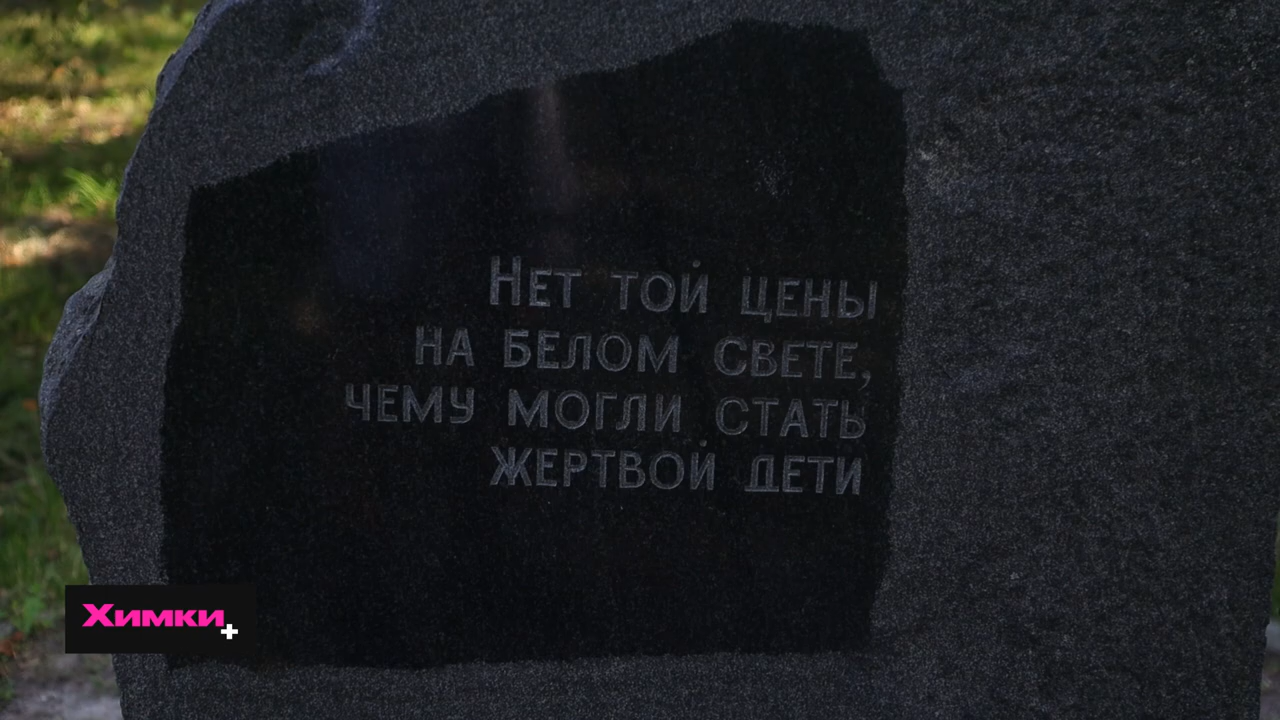 Нет той цены
на белом свете,
чему могли стать
жертвой дети
Химки+